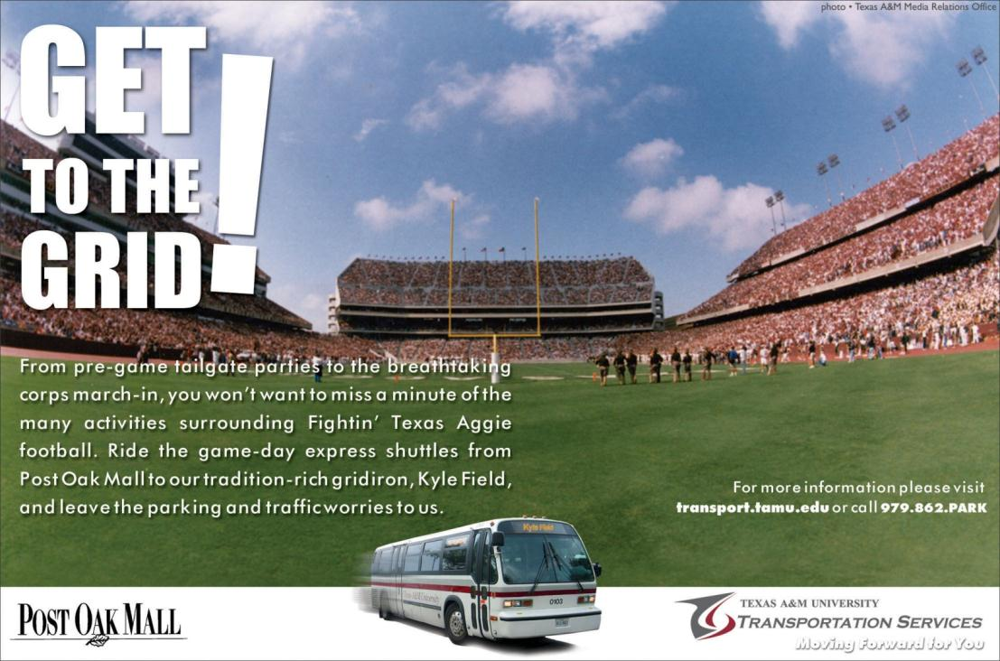 photo • Texas A&M Media Relations Office
GET
TO THE
GRID!
From pre-game tailgate parties to the breathtaking
corps march-in, you won't want to miss a minute of the
many activities surrounding Fightin' Texas Aggie
football. Ride the game-day express shuttles from
Post Oak Mall to our tradition-rich gridiron, Kyle Field,
and leave the parking and traffic worries to us.
For more information please visit
transport.tamu.edu or call 979.862.PARK
Kyle Field
Texas A&M University
0103
POST OAK MALL
TEXAS A&M UNIVERSITY
TRANSPORTATION SERVICES
Moving Forward for You